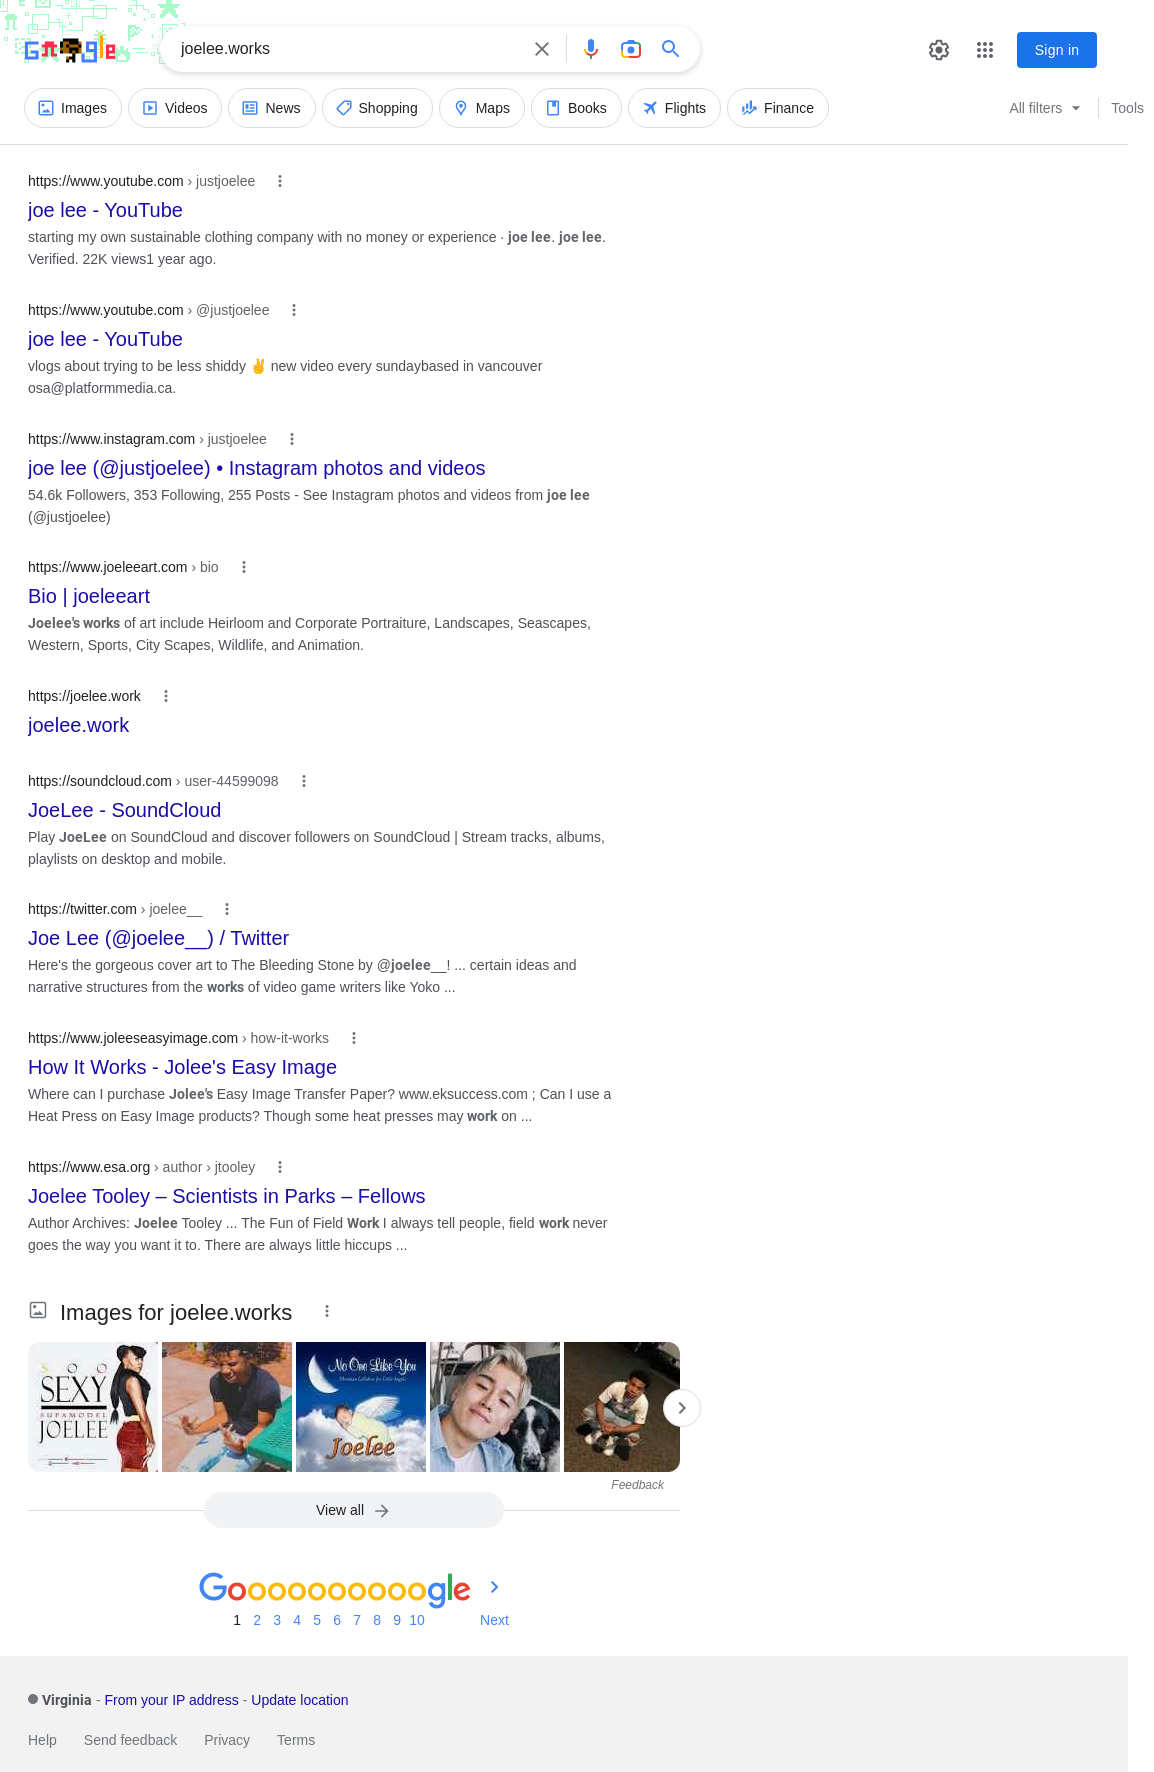 joelee.works
Sign in
Images
Videos
News
Shopping
Maps
Books
Flights
Finance
All filters
Tools
https://www.youtube.com › justjoelee
joe lee - YouTube
starting my own sustainable clothing company with no money or experience · joe lee. joe lee.
Verified. 22K views1 year ago.
https://www.youtube.com › @justjoelee
joe lee - YouTube
vlogs about trying to be less shiddy ✌️ new video every sundaybased in vancouver
osa@platformmedia.ca.
https://www.instagram.com › justjoelee
joe lee (@justjoelee) • Instagram photos and videos
54.6k Followers, 353 Following, 255 Posts - See Instagram photos and videos from joe lee
(@justjoelee)
https://www.joeleeart.com › bio
Bio | joeleeart
Joelee's works of art include Heirloom and Corporate Portraiture, Landscapes, Seascapes,
Western, Sports, City Scapes, Wildlife, and Animation.
https://joelee.work
joelee.work
https://soundcloud.com › user-44599098
JoeLee - SoundCloud
Play JoeLee on SoundCloud and discover followers on SoundCloud | Stream tracks, albums,
playlists on desktop and mobile.
https://twitter.com › joelee__
Joe Lee (@joelee__) / Twitter
Here's the gorgeous cover art to The Bleeding Stone by @joelee__! ... certain ideas and
narrative structures from the works of video game writers like Yoko ...
https://www.joleeseasyimage.com › how-it-works
How It Works - Jolee's Easy Image
Where can I purchase Jolee's Easy Image Transfer Paper? www.eksuccess.com ; Can I use a
Heat Press on Easy Image products? Though some heat presses may work on ...
https://www.esa.org › author › jtooley
Joelee Tooley – Scientists in Parks – Fellows
Author Archives: Joelee Tooley ... The Fun of Field Work I always tell people, field work never
goes the way you want it to. There are always little hiccups ...
Images for joelee.works
SOO
SEXY
SUPAMODEL
JOELEE
No One Like You
Joelee
Feedback
View all
Goooooooooogle
1 2 3 4 5 6 7 8 9 10 Next
Virginia - From your IP address - Update location
Help Send feedback Privacy Terms